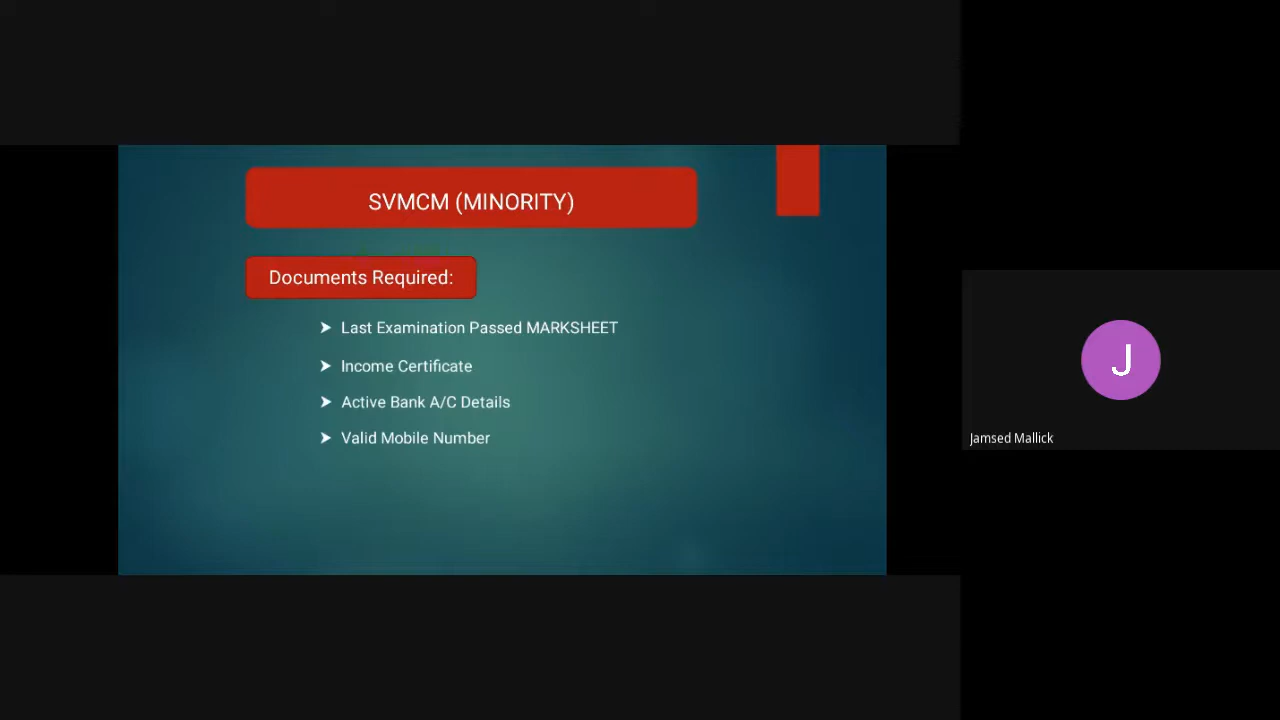 SVMCM (MINORITY)
Documents Required:
➤ Last Examination Passed MARKSHEET
➤ Income Certificate
➤ Active Bank A/C Details
➤ Valid Mobile Number
J
Jamsed Mallick